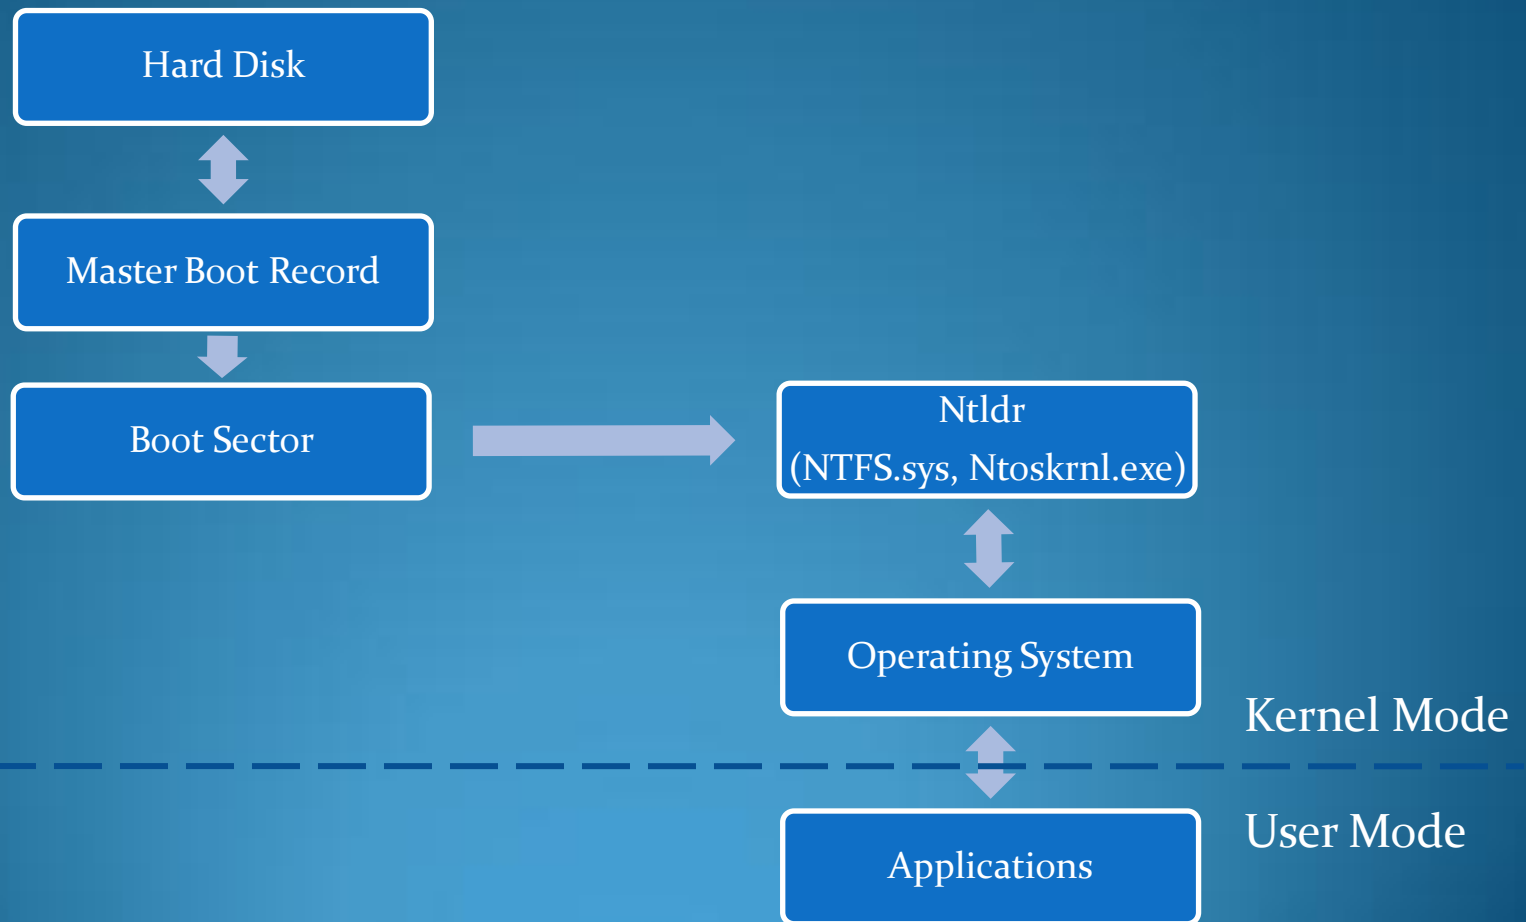 Hard Disk
Master Boot Record
Boot Sector
Ntldr
(NTFS.sys, Ntoskrnl.exe)
Operating System
Kernel Mode
User Mode
Applications